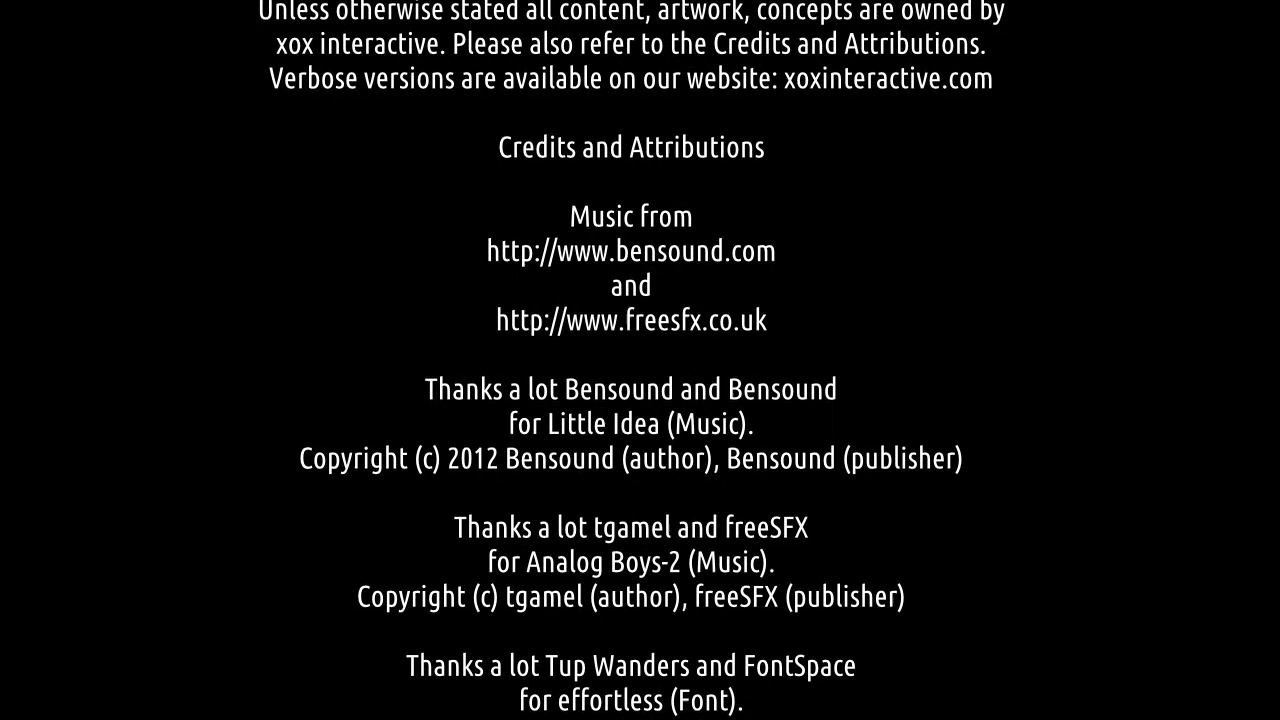 Unless otherwise stated all content, artwork, concepts are owned by
xox interactive. Please also refer to the Credits and Attributions.
Verbose versions are available on our website: xoxinteractive.com
Credits and Attributions
Music from
http://www.bensound.com
and
http://www.freesfx.co.uk
Thanks a lot Bensound and Bensound
for Little Idea (Music).
Copyright (c) 2012 Bensound (author), Bensound (publisher)
Thanks a lot tgamel and freeSFX
for Analog Boys-2 (Music).
Copyright (c) tgamel (author), freeSFX (publisher)
Thanks a lot Tup Wanders and FontSpace
for effortless (Font).